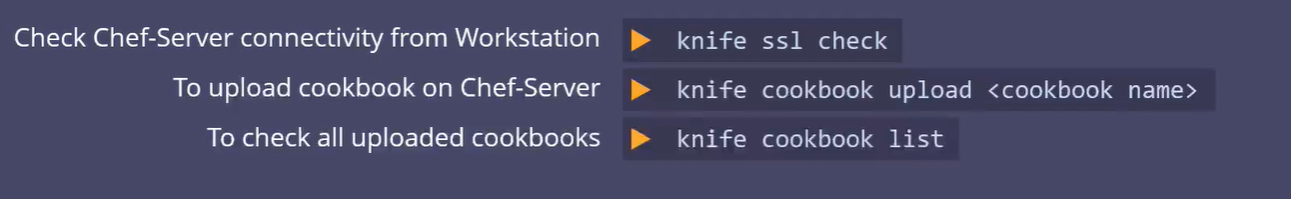 Check Chef-Server connectivity from Workstation knife ssl check
To upload cookbook on Chef-Server knife cookbook upload <cookbook name>
To check all uploaded cookbooks knife cookbook list